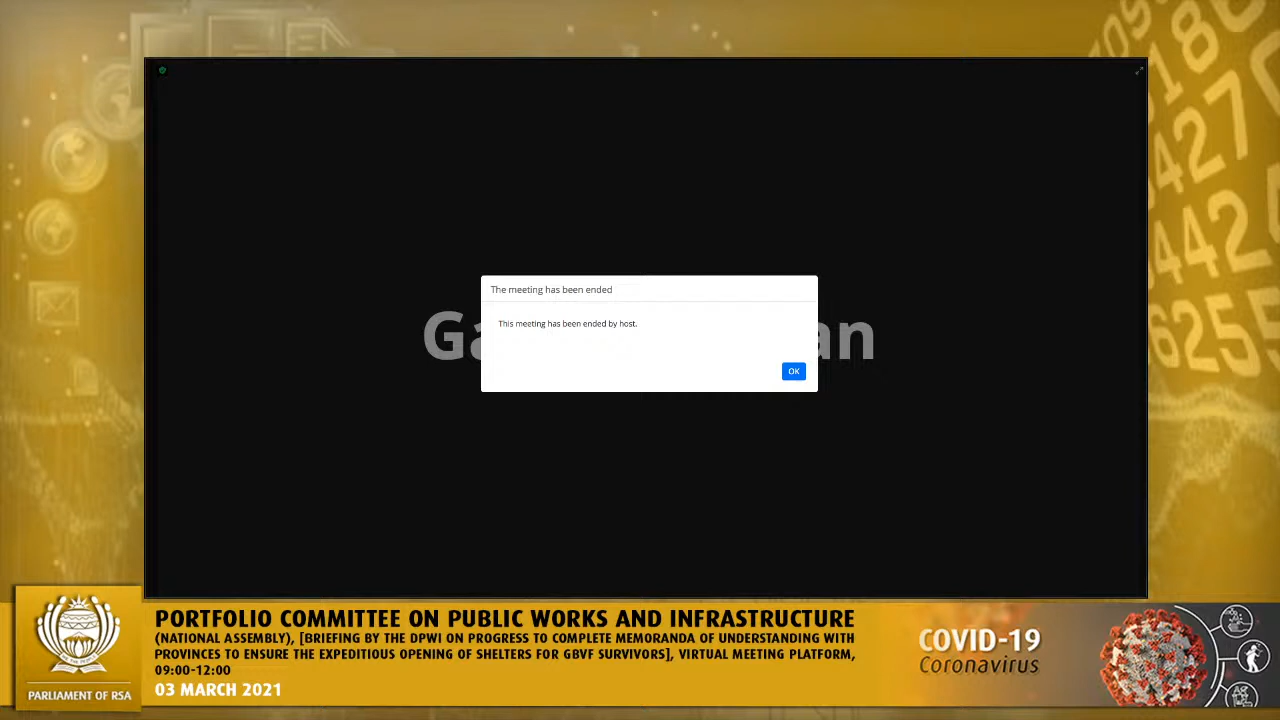 The meeting has been ended
This meeting has been ended by host.
OK
PORTFOLIO COMMITTEE ON PUBLIC WORKS AND INFRASTRUCTURE
(NATIONAL ASSEMBLY), [BRIEFING BY THE DPWI ON PROGRESS TO COMPLETE MEMORANDA OF UNDERSTANDING WITH
PROVINCES TO ENSURE THE EXPEDITIOUS OPENING OF SHELTERS FOR GBVF SURVIVORS], VIRTUAL MEETING PLATFORM,
09:00-12:00
03 MARCH 2021
PARLIAMENT OF RSA
COVID-19
Coronavirus